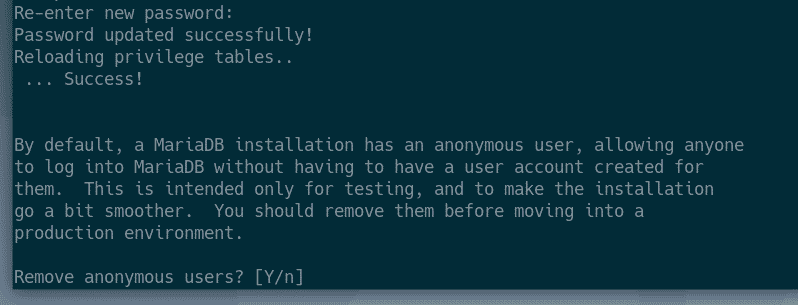 Re-enter new password:
Password updated successfully!
Reloading privilege tables..
 ... Success!
By default, a MariaDB installation has an anonymous user, allowing anyone
to log into MariaDB without having to have a user account created for
them.  This is intended only for testing, and to make the installation
go a bit smoother.  You should remove them before moving into a
production environment.
Remove anonymous users? [Y/n]